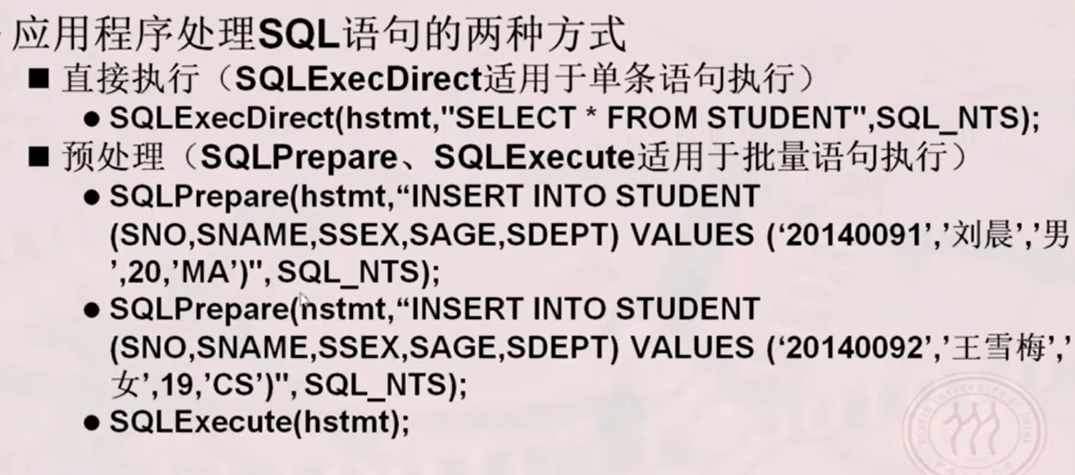 应用程序处理SQL语句的两种方式
■ 直接执行（SQLExecDirect适用于单条语句执行）
● SQLExecDirect(hstmt,"SELECT * FROM STUDENT",SQL_NTS);
■ 预处理（SQLPrepare、SQLExecute适用于批量语句执行）
● SQLPrepare(hstmt,“INSERT INTO STUDENT
(SNO,SNAME,SSEX,SAGE,SDEPT) VALUES (‘20140091’,’刘晨’,’男
’,20,’MA’)", SQL_NTS);
● SQLPrepare(hstmt,“INSERT INTO STUDENT
(SNO,SNAME,SSEX,SAGE,SDEPT) VALUES (‘20140092’,’王雪梅’,’
女’,19,’CS’)", SQL_NTS);
● SQLExecute(hstmt);